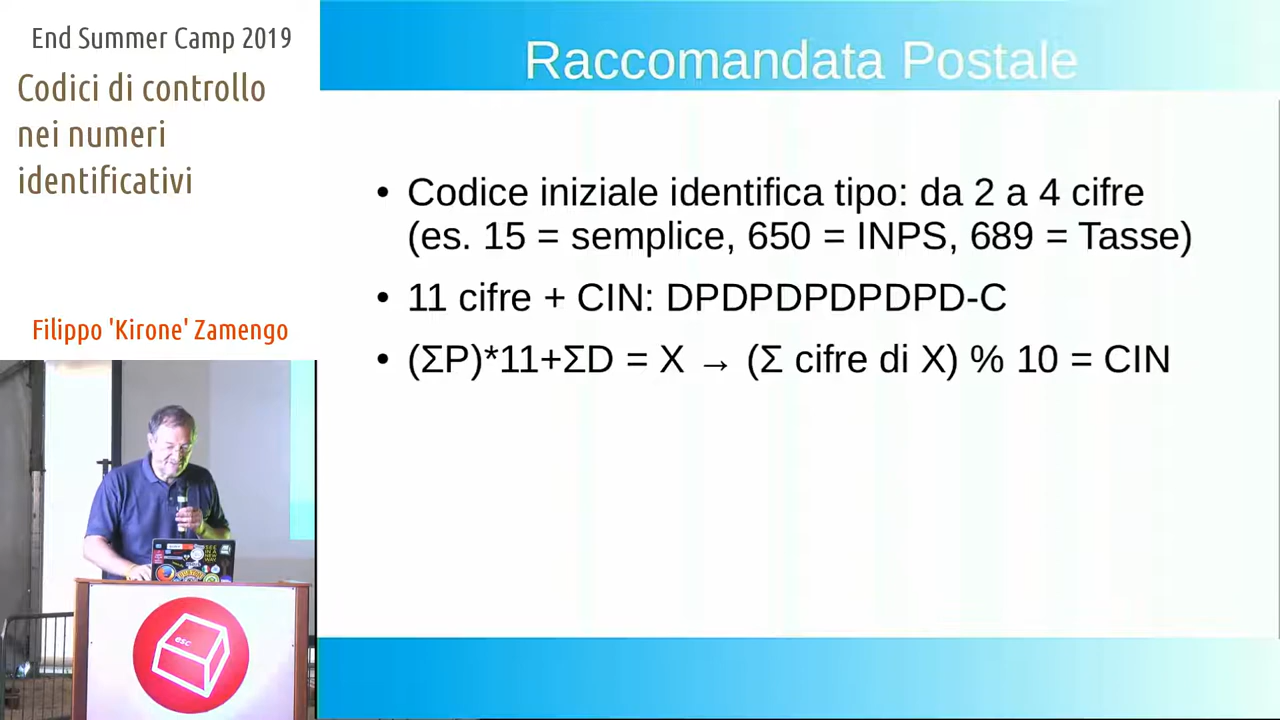 End Summer Camp 2019
Codici di controllo
nei numeri
identificativi
Filippo 'Kirone' Zamengo
Raccomandata Postale
• Codice iniziale identifica tipo: da 2 a 4 cifre
(es. 15 = semplice, 650 = INPS, 689 = Tasse)
• 11 cifre + CIN: DPDPDPDPDPD-C
• (ΣP)*11+ΣD = X → (Σ cifre di X) % 10 = CIN
esc